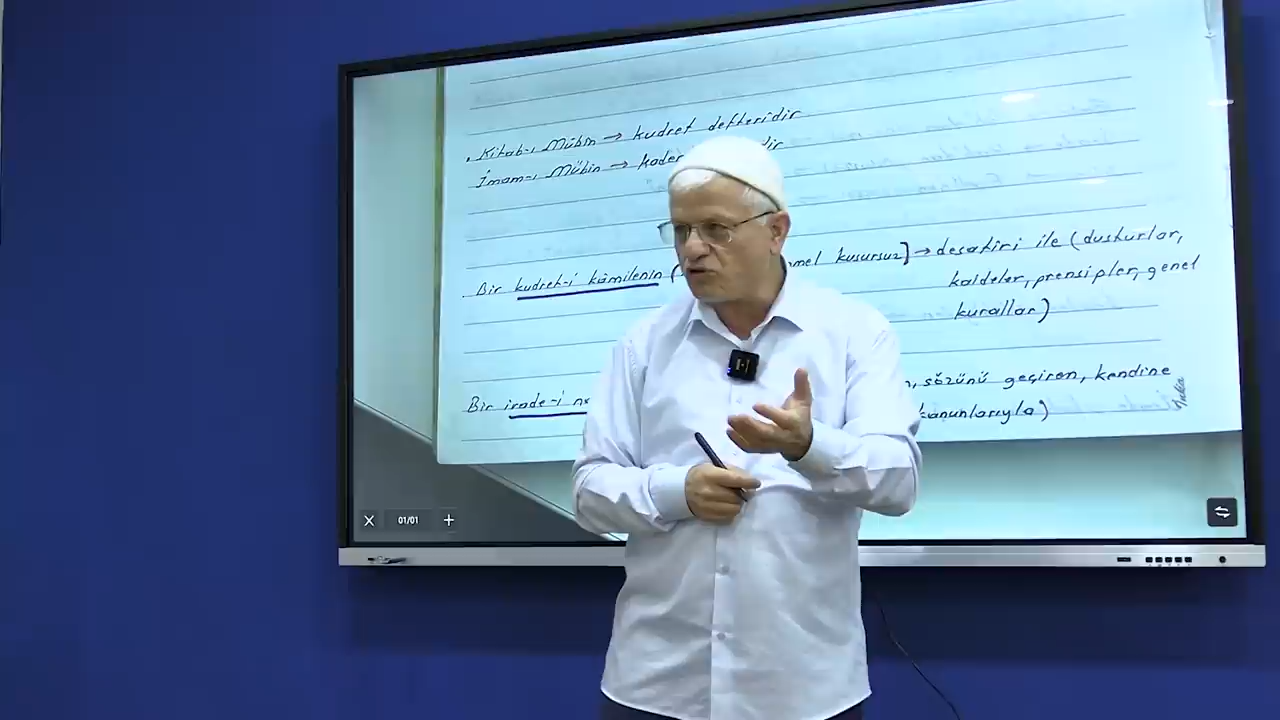 . Kitab-ı Mübin → kudret defteridir
İmam-ı Mübin → kader dir
. Bir kudret-i kâmilenin ( mel kusursuz] → desatiri ile (dusturlar,
kaideler, prensipler, genel
kurallar)
Bir irade-i sözünü geçiren, kendine
kanunlarıyla)
01/01